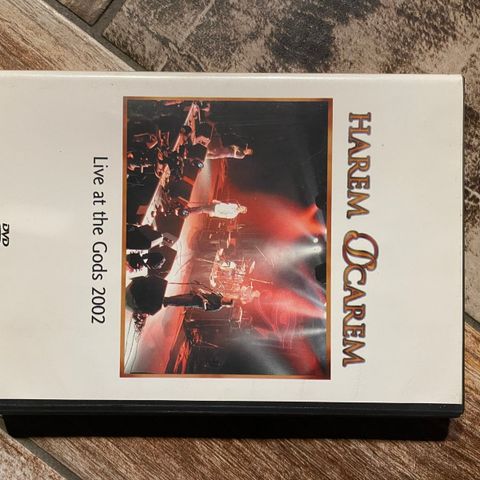 HAREM SCAREM
Live at the Gods 2002
DVD